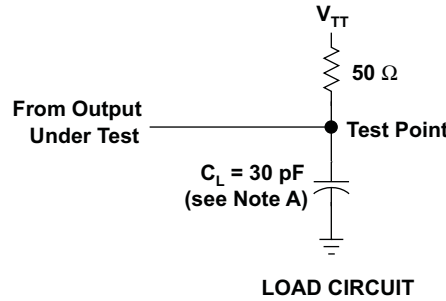 V_TT
50 Ω
From Output
Under Test
Test Point
C_L = 30 pF
(see Note A)
LOAD CIRCUIT